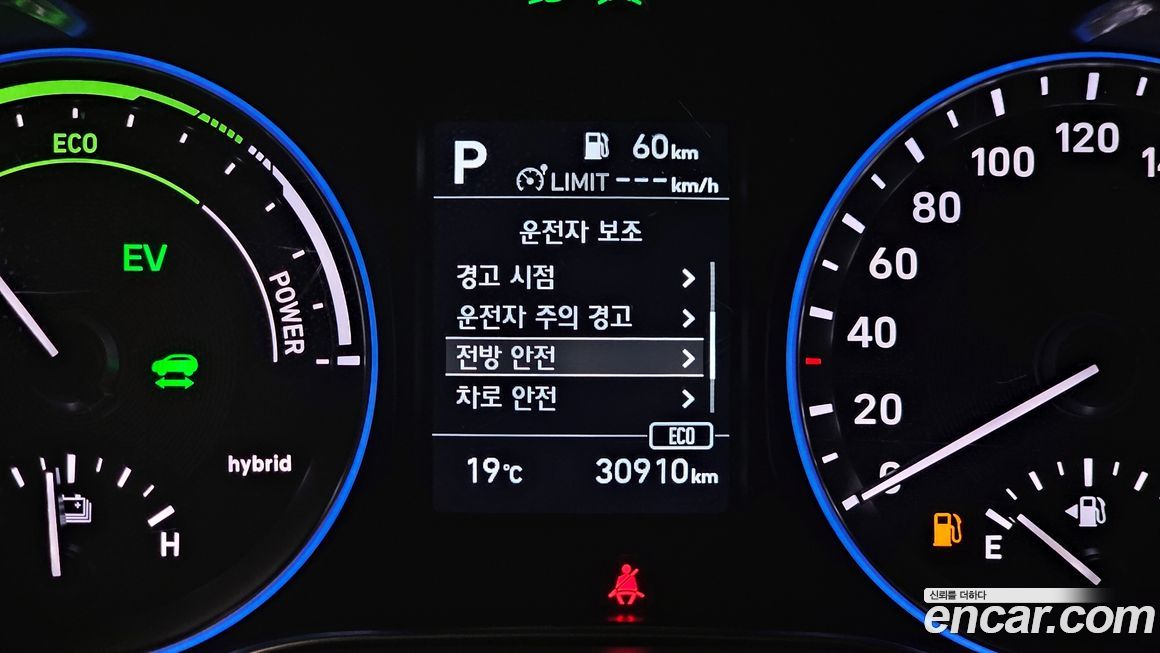 ECO
EV
POWER
hybrid
H
P
60km
LIMIT ---km/h
운전자 보조
경고 시점
운전자 주의 경고
전방 안전
차로 안전
ECO
19℃
30910km
120
100
80
60
40
20
0
E
신뢰를 더하다
encar.com